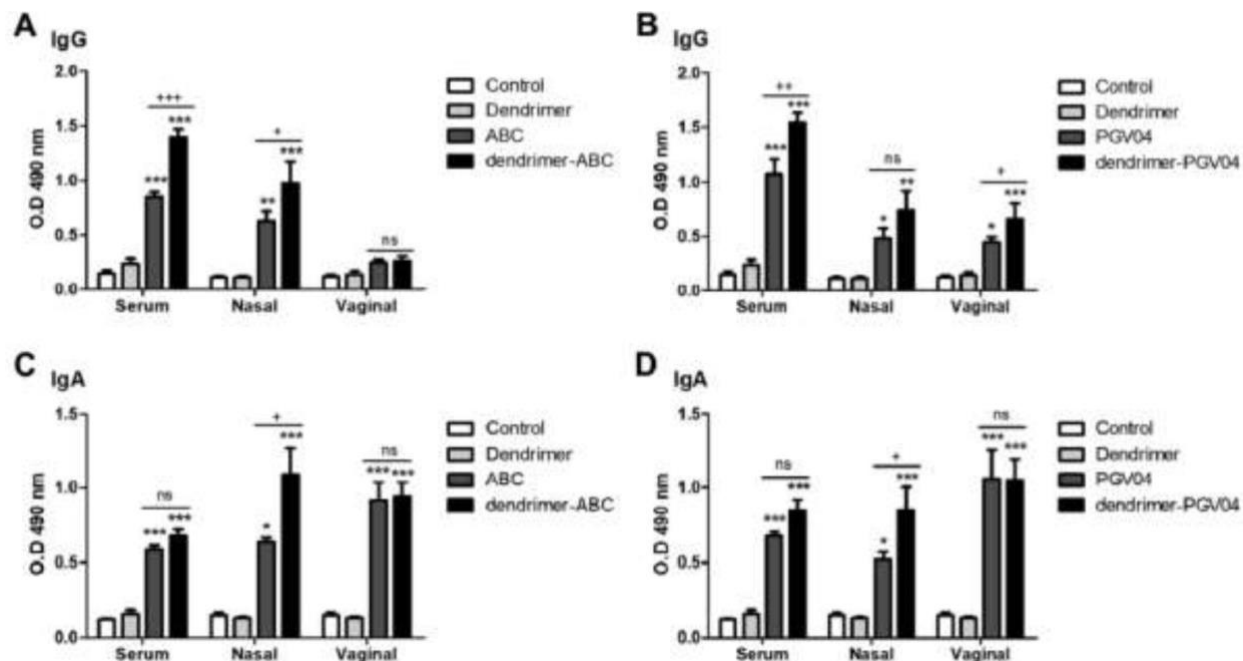 A
IgG
O.D 490 nm
2.0
1.5
1.0
0.5
0.0
+++
***
***
+
**
***
ns
Serum Nasal Vaginal
Control
Dendrimer
ABC
dendrimer-ABC
B
IgG
O.D 490 nm
2.0
1.5
1.0
0.5
0.0
++
***
***
ns
*
**
+
*
***
Serum Nasal Vaginal
Control
Dendrimer
PGV04
dendrimer-PGV04
C
IgA
O.D 490 nm
1.5
1.0
0.5
0.0
ns
***
***
+
*
***
ns
*** ***
Serum Nasal Vaginal
Control
Dendrimer
ABC
dendrimer-ABC
D
IgA
O.D 490 nm
1.5
1.0
0.5
0.0
ns
***
***
+
*
***
ns
***
***
Serum Nasal Vaginal
Control
Dendrimer
PGV04
dendrimer-PGV04